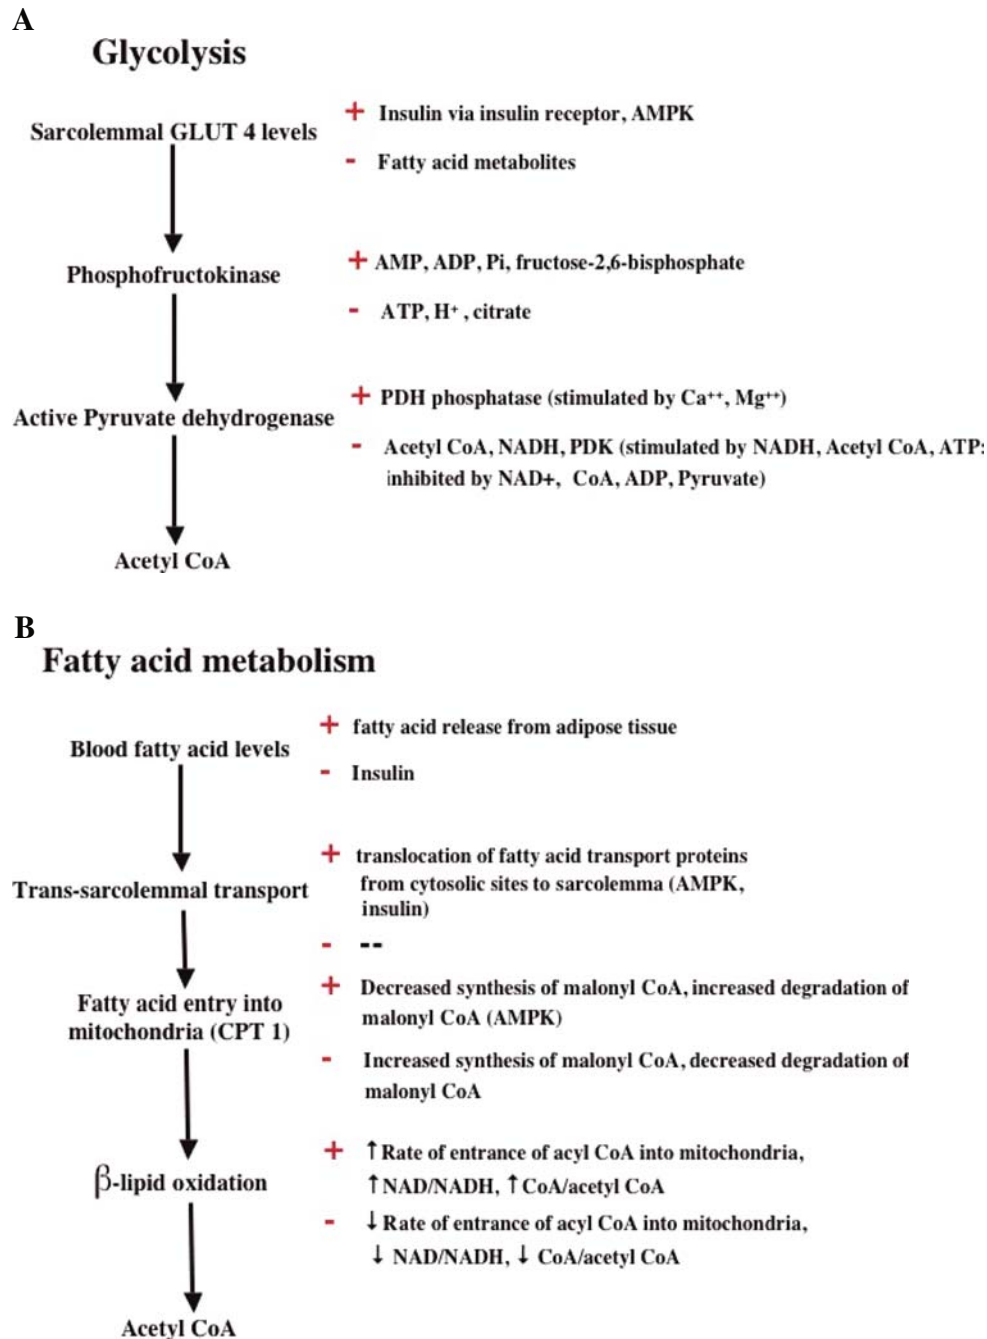 A
Glycolysis
+ Insulin via insulin receptor, AMPK
Sarcolemmal GLUT 4 levels
- Fatty acid metabolites
+ AMP, ADP, Pi, fructose-2,6-bisphosphate
Phosphofructokinase
- ATP, H⁺ , citrate
+ PDH phosphatase (stimulated by Ca⁺⁺, Mg⁺⁺)
Active Pyruvate dehydrogenase
- Acetyl CoA, NADH, PDK (stimulated by NADH, Acetyl CoA, ATP:
inhibited by NAD+, CoA, ADP, Pyruvate)
Acetyl CoA
B
Fatty acid metabolism
+ fatty acid release from adipose tissue
Blood fatty acid levels
- Insulin
+ translocation of fatty acid transport proteins
from cytosolic sites to sarcolemma (AMPK,
insulin)
Trans-sarcolemmal transport
- --
+ Decreased synthesis of malonyl CoA, increased degradation of
malonyl CoA (AMPK)
Fatty acid entry into
mitochondria (CPT 1)
- Increased synthesis of malonyl CoA, decreased degradation of
malonyl CoA
+ ↑Rate of entrance of acyl CoA into mitochondria,
↑NAD/NADH, ↑CoA/acetyl CoA
β-lipid oxidation
- ↓Rate of entrance of acyl CoA into mitochondria,
↓ NAD/NADH, ↓ CoA/acetyl CoA
Acetyl CoA